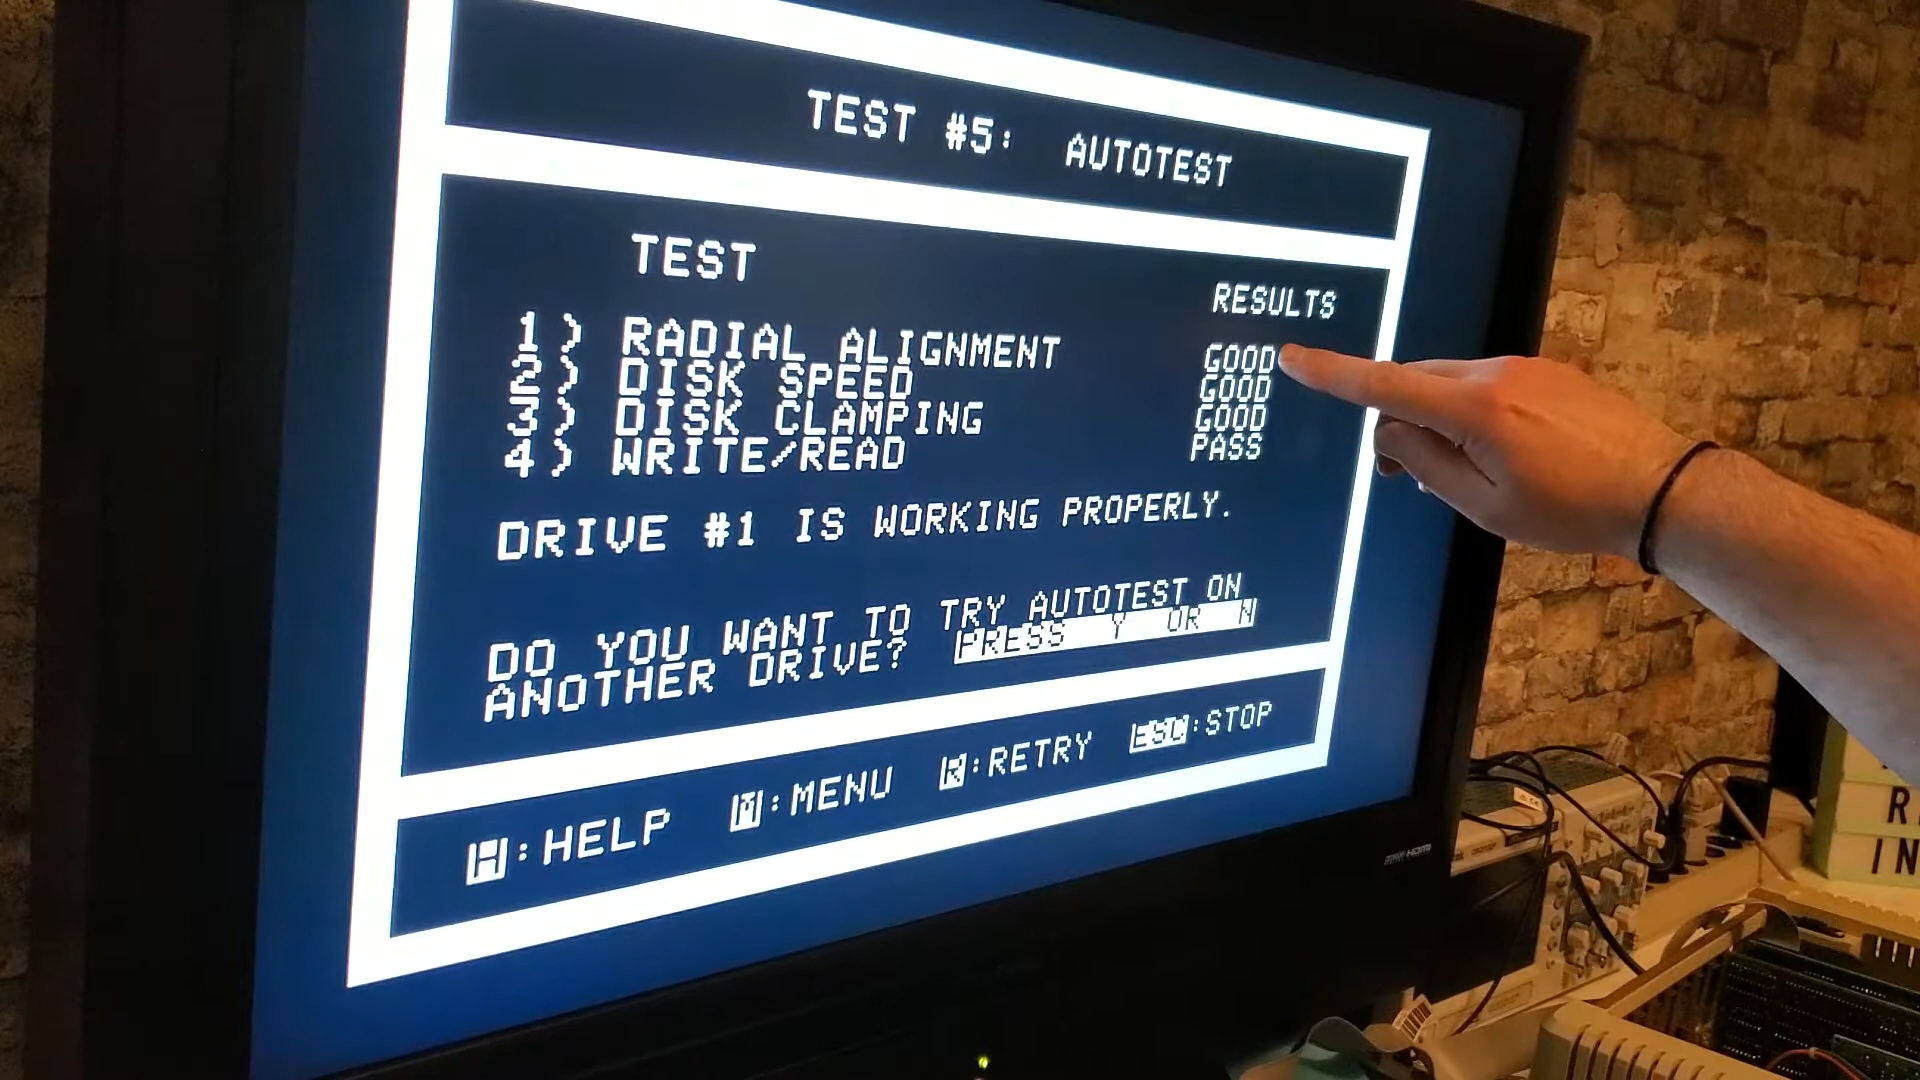 TEST #5: AUTOTEST
TEST RESULTS
1) RADIAL ALIGNMENT GOOD
2) DISK SPEED GOOD
3) DISK CLAMPING GOOD
4) WRITE/READ PASS
DRIVE #1 IS WORKING PROPERLY.
DO YOU WANT TO TRY AUTOTEST ON
ANOTHER DRIVE? PRESS Y OR N
H:HELP M:MENU R:RETRY ESC:STOP
HDMI
R
IN